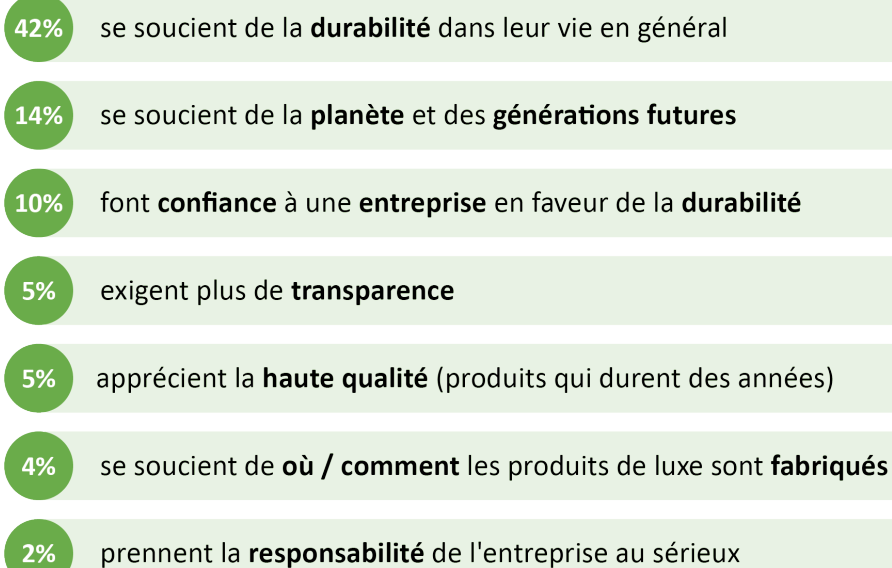 42% se soucient de la durabilité dans leur vie en général
14% se soucient de la planète et des générations futures
10% font confiance à une entreprise en faveur de la durabilité
5% exigent plus de transparence
5% apprécient la haute qualité (produits qui durent des années)
4% se soucient de où / comment les produits de luxe sont fabriqués
2% prennent la responsabilité de l'entreprise au sérieux